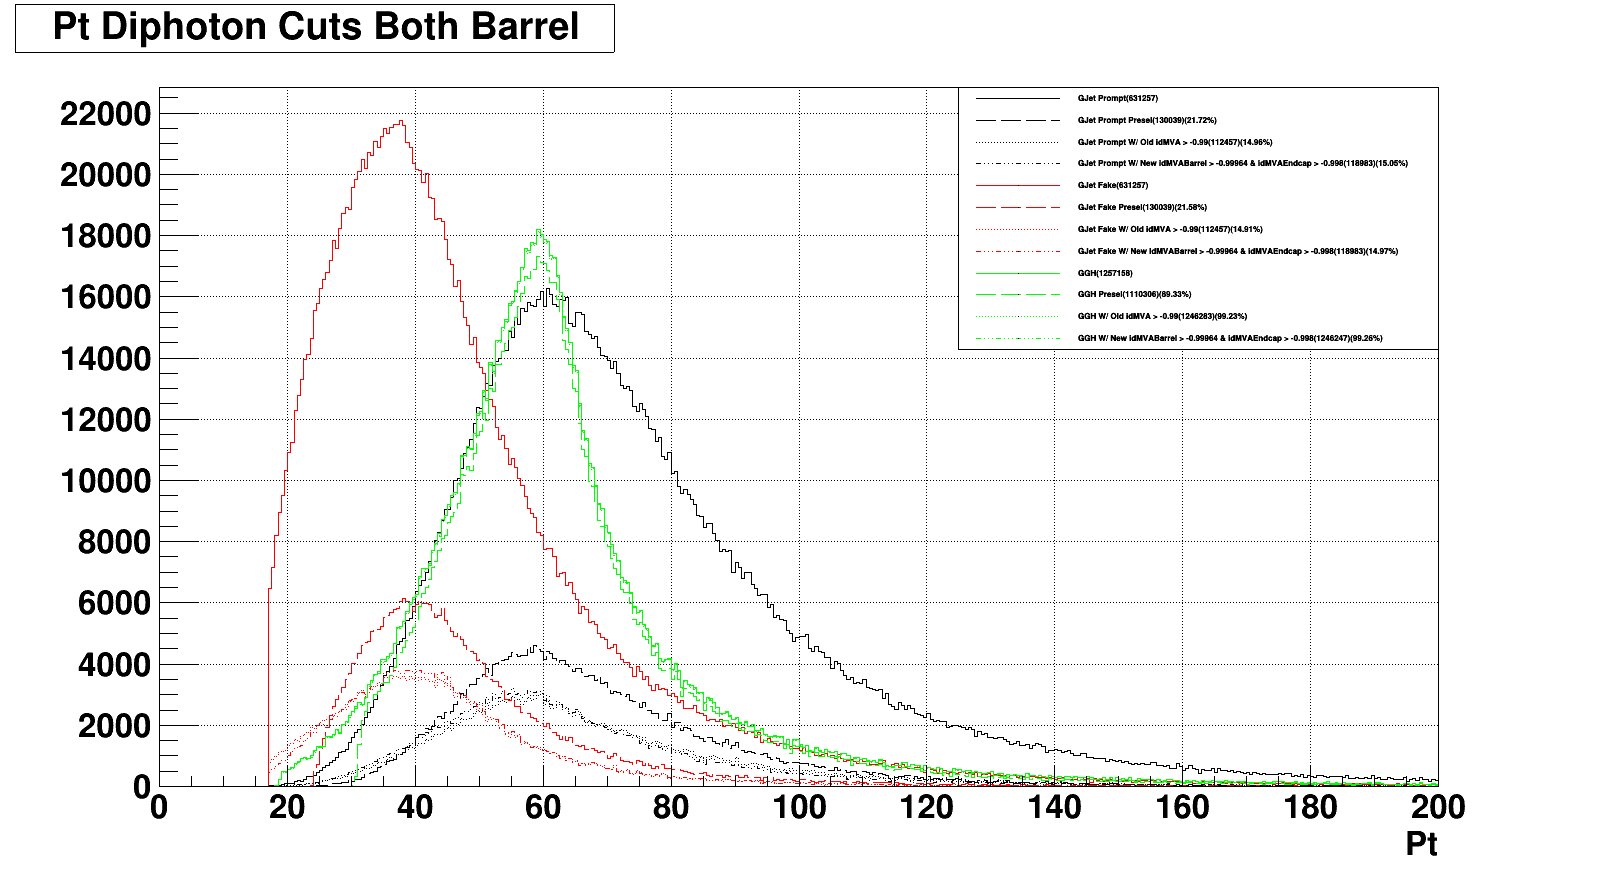 Pt Diphoton Cuts Both Barrel
GJet Prompt(631257)
GJet Prompt Presel(130039)(21.72%)
GJet Prompt W/ Old idMVA > -0.99(112457)(14.96%)
GJet Prompt W/ New idMVABarrel > -0.99964 & idMVAEndcap > -0.998(118983)(15.05%)
GJet Fake(631257)
GJet Fake Presel(130039)(21.58%)
GJet Fake W/ Old idMVA > -0.99(112457)(14.91%)
GJet Fake W/ New idMVABarrel > -0.99964 & idMVAEndcap > -0.998(118983)(14.97%)
GGH(1257158)
GGH Presel(1110306)(89.33%)
GGH W/ Old idMVA > -0.99(1246283)(99.23%)
GGH W/ New idMVABarrel > -0.99964 & idMVAEndcap > -0.998(1246247)(99.26%)
22000
20000
18000
16000
14000
12000
10000
8000
6000
4000
2000
0
0 20 40 60 80 100 120 140 160 180 200
Pt